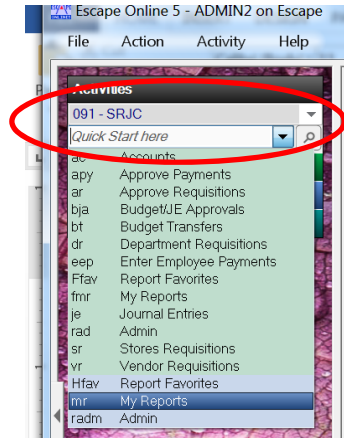 Escape Online 5 - ADMIN2 on Escape
File Action Activity Help
Activities
091 - SRJC
Quick Start here
ac Accounts
apy Approve Payments
ar Approve Requisitions
bja Budget/JE Approvals
bt Budget Transfers
dr Department Requisitions
eep Enter Employee Payments
Ffav Report Favorites
fmr My Reports
je Journal Entries
rad Admin
sr Stores Requisitions
vr Vendor Requisitions
Hfav Report Favorites
mr My Reports
radm Admin